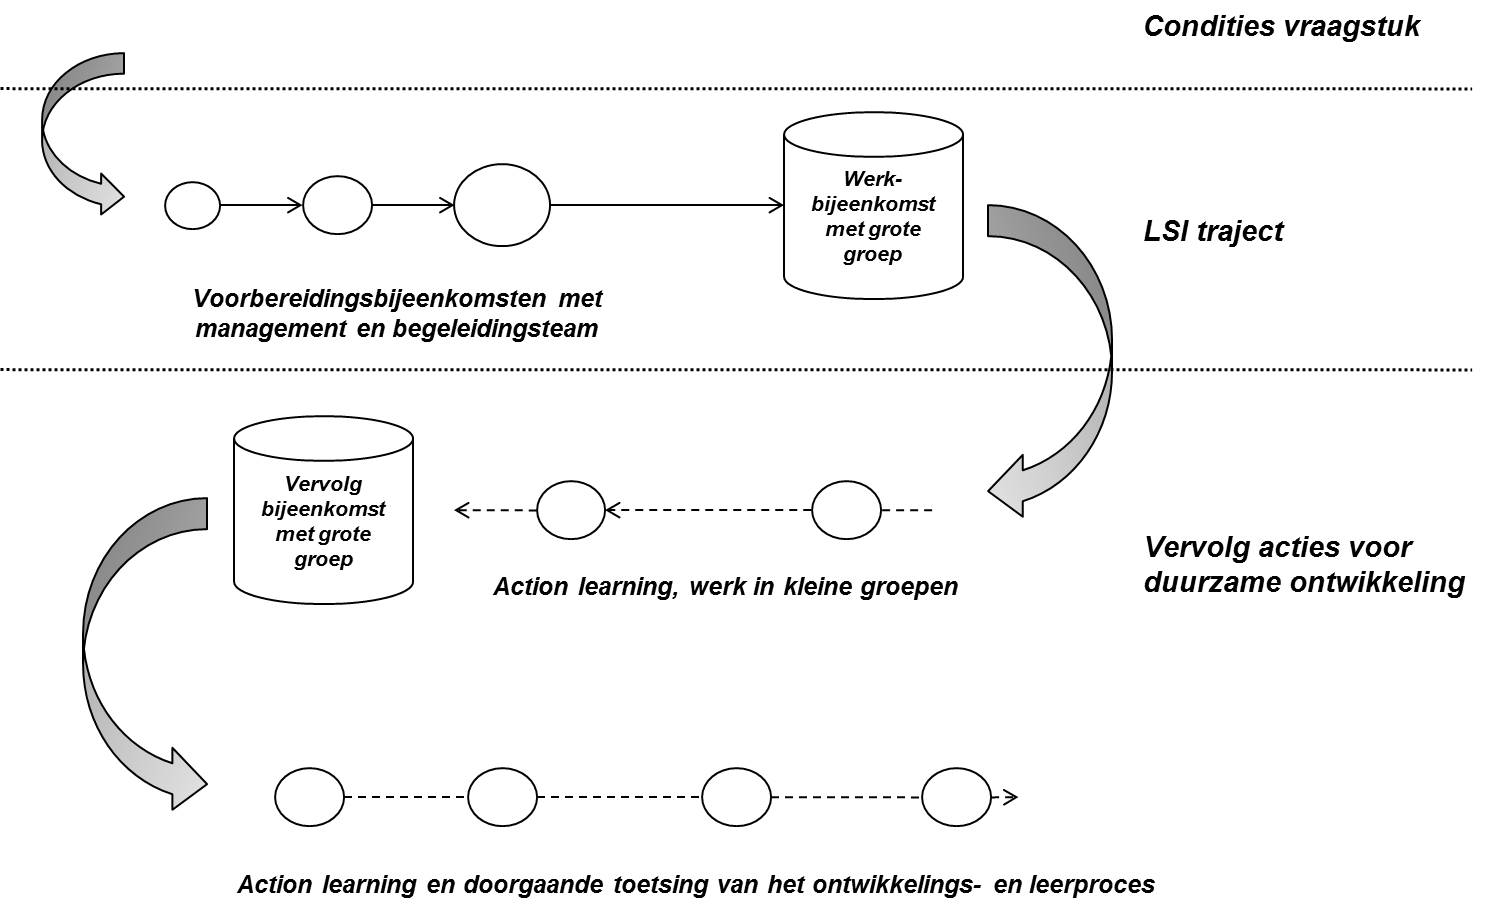 Condities vraagstuk
Werk-
bijeenkomst
met grote
groep
LSI traject
Voorbereidingsbijeenkomsten met
management en begeleidingsteam
Vervolg
bijeenkomst
met grote
groep
Action learning, werk in kleine groepen
Vervolg acties voor
duurzame ontwikkeling
Action learning en doorgaande toetsing van het ontwikkelings- en leerproces